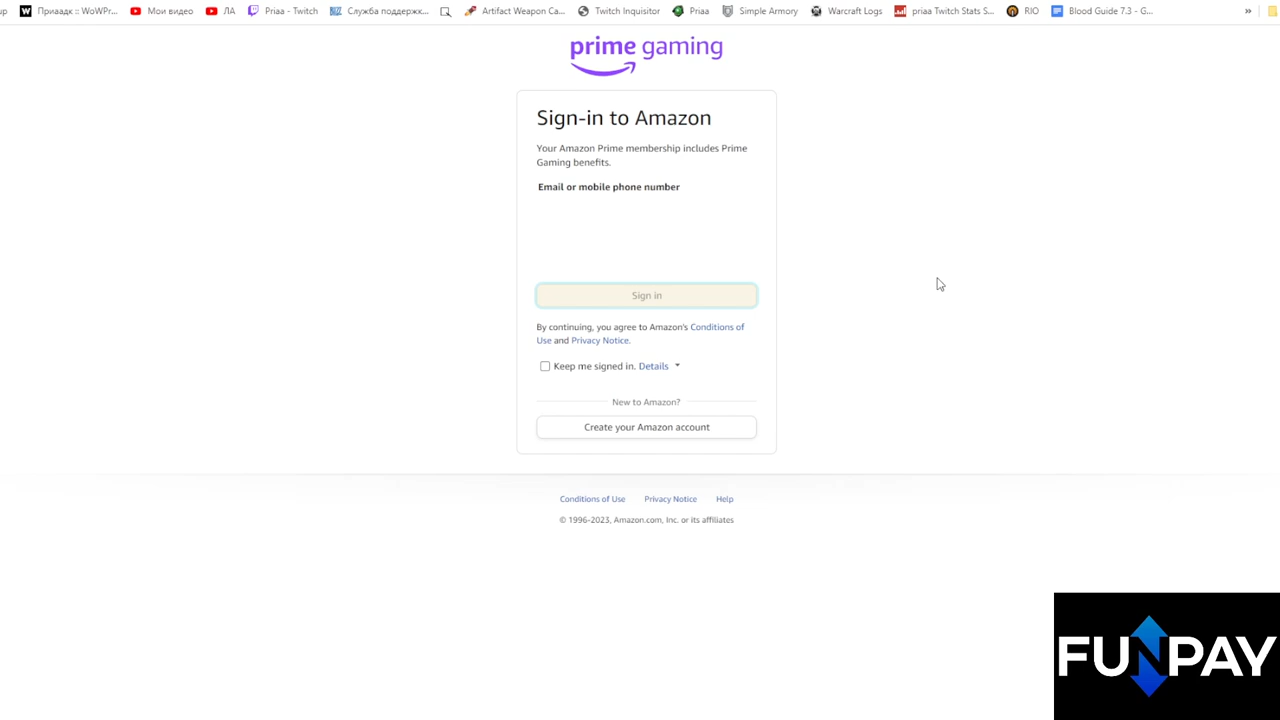 up Приаадк :: WoWPr... Мои видео ЛА Priaa - Twitch Служба поддержк... Artifact Weapon Ca... Twitch Inquisitor Priaa Simple Armory Warcraft Logs priaa Twitch Stats S... RIO Blood Guide 7.3 - G... »
prime gaming
Sign-in to Amazon
Your Amazon Prime membership includes Prime
Gaming benefits.
Email or mobile phone number
Sign in
By continuing, you agree to Amazon's Conditions of
Use and Privacy Notice.
Keep me signed in. Details
New to Amazon?
Create your Amazon account
Conditions of Use Privacy Notice Help
© 1996-2023, Amazon.com, Inc. or its affiliates
FUNPAY